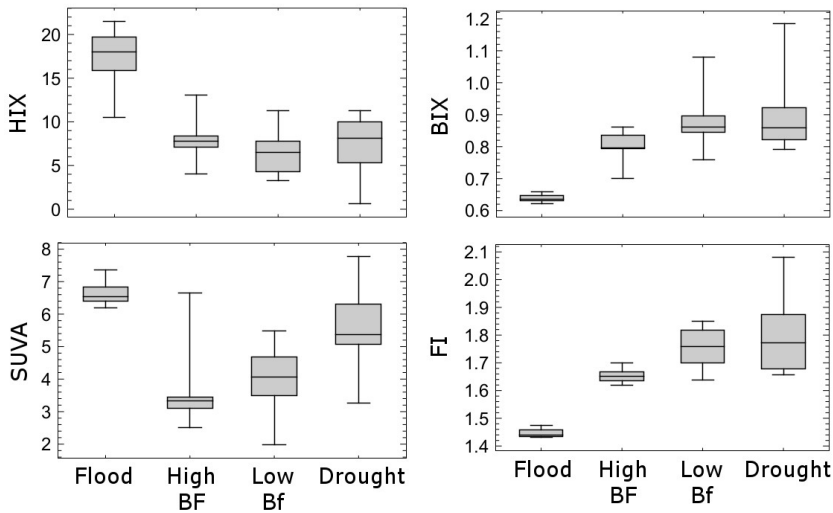 HIX
20
15
10
5
0
BIX
1.2
1.1
1.0
0.9
0.8
0.7
0.6
SUVA
8
7
6
5
4
3
2
Flood
High
BF
Low
Bf
Drought
FI
2.1
2.0
1.9
1.8
1.7
1.6
1.5
1.4
Flood
High
BF
Low
Bf
Drought